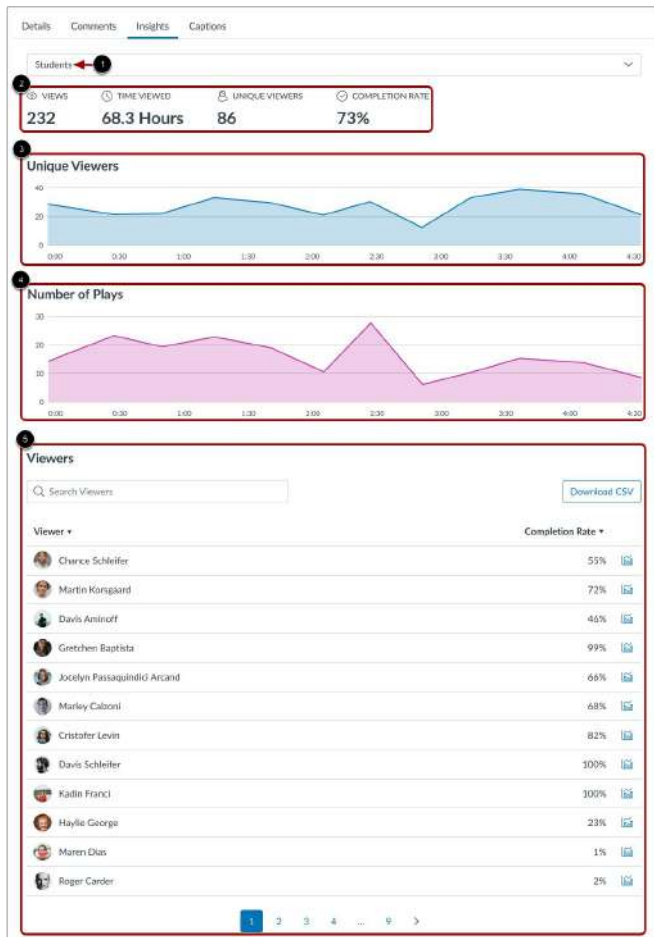 Details Comments Insights Captions
1
Students
2
VIEWS TIME VIEWED UNIQUE VIEWERS COMPLETION RATE
232 68.3 Hours 86 73%
3
Unique Viewers
40
20
0
0:00 0:30 1:00 1:30 2:00 2:30 3:00 3:30 4:00 4:30
4
Number of Plays
30
20
10
0
0:00 0:30 1:00 1:30 2:00 2:30 3:00 3:30 4:00 4:30
5
Viewers
Search Viewers Download CSV
Viewer Completion Rate
Chance Schleifer 55%
Martin Korsgaard 72%
Davis Aminoff 46%
Gretchen Baptista 99%
Jocelyn Passaquindici Arcand 66%
Marley Calzoni 68%
Cristofer Levin 82%
Davis Schleifer 100%
Kadin Franci 100%
Haylie George 23%
Maren Dias 1%
Roger Carder 2%
1 2 3 4 ... 9 >